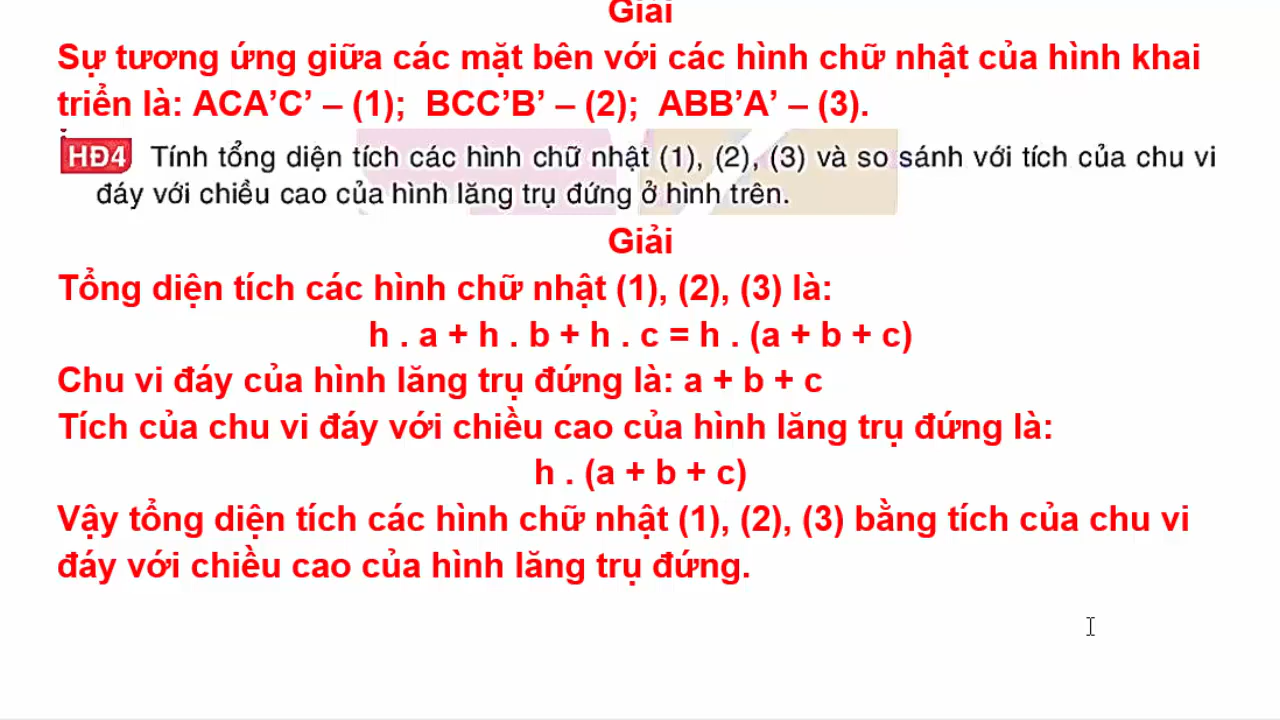 Giải
Sự tương ứng giữa các mặt bên với các hình chữ nhật của hình khai
triển là: ACA’C’ – (1);  BCC’B’ – (2);  ABB’A’ – (3).
HĐ4 Tính tổng diện tích các hình chữ nhật (1), (2), (3) và so sánh với tích của chu vi
đáy với chiều cao của hình lăng trụ đứng ở hình trên.
Giải
Tổng diện tích các hình chữ nhật (1), (2), (3) là:
h . a + h . b + h . c = h . (a + b + c)
Chu vi đáy của hình lăng trụ đứng là: a + b + c
Tích của chu vi đáy với chiều cao của hình lăng trụ đứng là:
h . (a + b + c)
Vậy tổng diện tích các hình chữ nhật (1), (2), (3) bằng tích của chu vi
đáy với chiều cao của hình lăng trụ đứng.